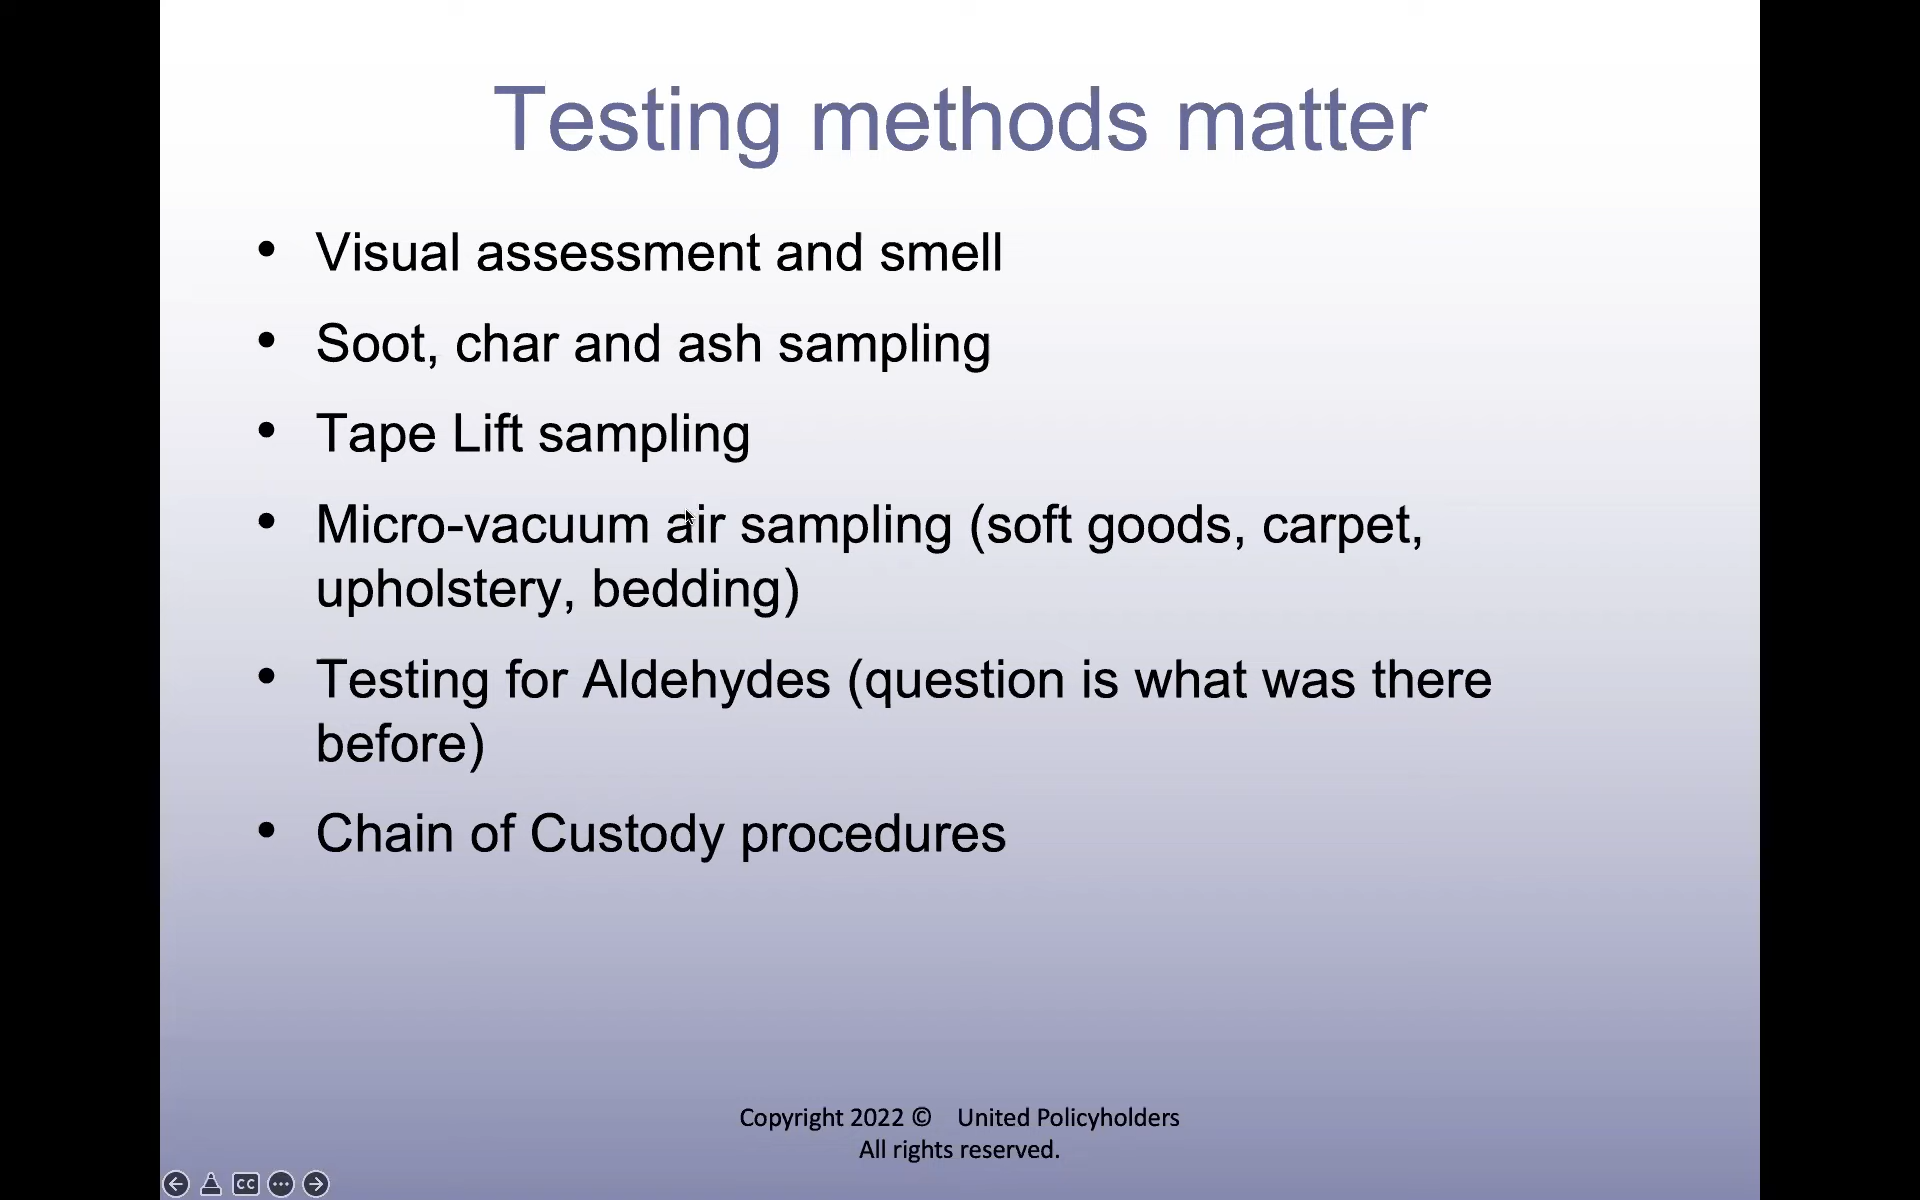 Testing methods matter
• Visual assessment and smell
• Soot, char and ash sampling
• Tape Lift sampling
• Micro-vacuum air sampling (soft goods, carpet,
upholstery, bedding)
• Testing for Aldehydes (question is what was there
before)
• Chain of Custody procedures
Copyright 2022 © United Policyholders
All rights reserved.
CC